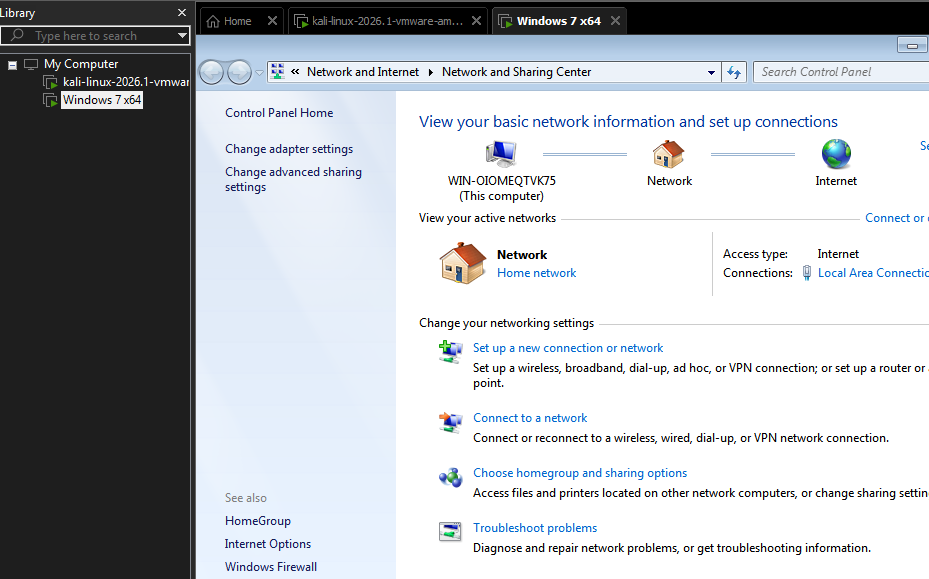 Library
Type here to search
My Computer
kali-linux-2026.1-vmwar
Windows 7 x64
Home
kali-linux-2026.1-vmware-am...
Windows 7 x64
« Network and Internet Network and Sharing Center
Search Control Panel
Control Panel Home
Change adapter settings
Change advanced sharing
settings
See also
HomeGroup
Internet Options
Windows Firewall
View your basic network information and set up connections
WIN-OIOMEQTVK75
(This computer)
Network
Internet
View your active networks
Connect or
Network
Home network
Access type: Internet
Connections: Local Area Connectio
Change your networking settings
Set up a new connection or network
Set up a wireless, broadband, dial-up, ad hoc, or VPN connection; or set up a router or
point.
Connect to a network
Connect or reconnect to a wireless, wired, dial-up, or VPN network connection.
Choose homegroup and sharing options
Access files and printers located on other network computers, or change sharing settin
Troubleshoot problems
Diagnose and repair network problems, or get troubleshooting information.